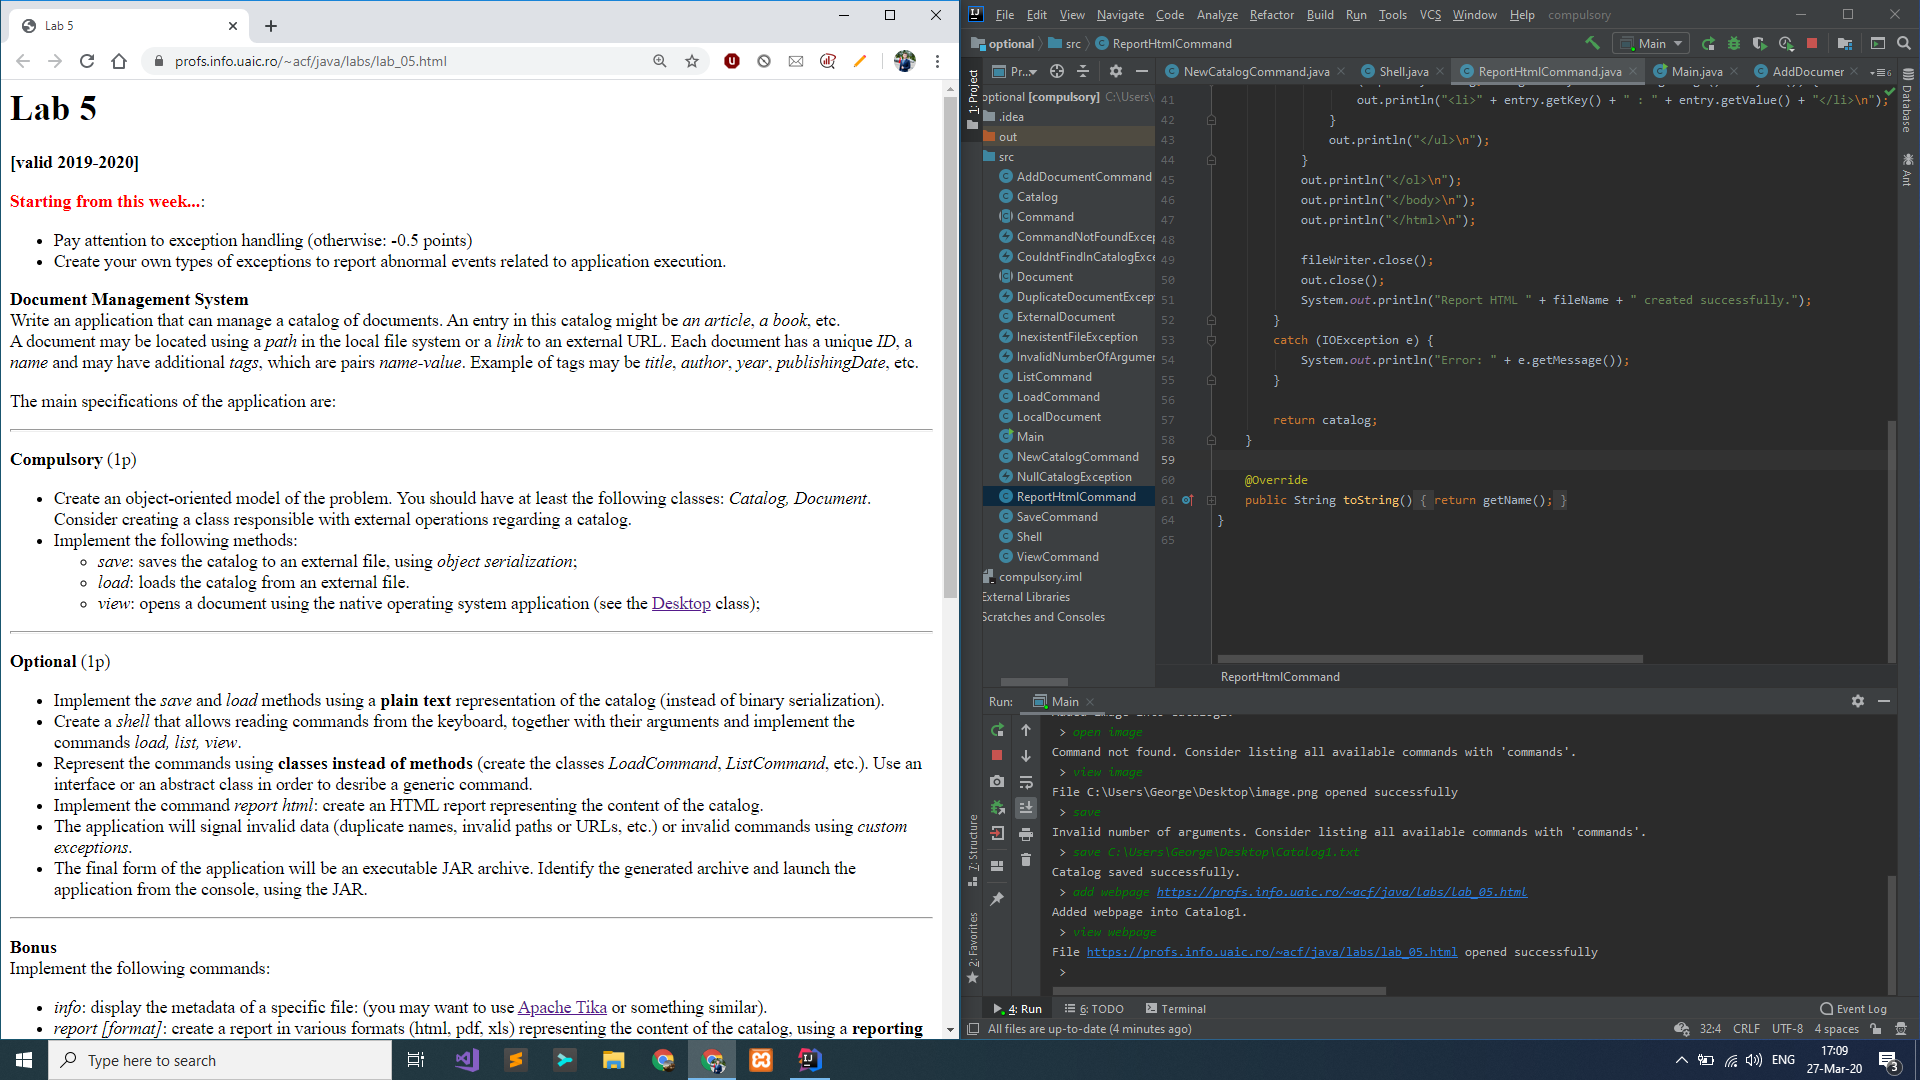 Lab 5
profs.info.uaic.ro/~acf/java/labs/lab_05.html
Lab 5
[valid 2019-2020]
Starting from this week...:
Pay attention to exception handling (otherwise: -0.5 points)
Create your own types of exceptions to report abnormal events related to application execution.
Document Management System
Write an application that can manage a catalog of documents. An entry in this catalog might be an article, a book, etc.
A document may be located using a path in the local file system or a link to an external URL. Each document has a unique ID, a
name and may have additional tags, which are pairs name-value. Example of tags may be title, author, year, publishingDate, etc.
The main specifications of the application are:
Compulsory (1p)
Create an object-oriented model of the problem. You should have at least the following classes: Catalog, Document.
Consider creating a class responsible with external operations regarding a catalog.
Implement the following methods:
save: saves the catalog to an external file, using object serialization;
load: loads the catalog from an external file.
view: opens a document using the native operating system application (see the Desktop class);
Optional (1p)
Implement the save and load methods using a plain text representation of the catalog (instead of binary serialization).
Create a shell that allows reading commands from the keyboard, together with their arguments and implement the
commands load, list, view.
Represent the commands using classes instead of methods (create the classes LoadCommand, ListCommand, etc.). Use an
interface or an abstract class in order to desribe a generic command.
Implement the command report html: create an HTML report representing the content of the catalog.
The application will signal invalid data (duplicate names, invalid paths or URLs, etc.) or invalid commands using custom
exceptions.
The final form of the application will be an executable JAR archive. Identify the generated archive and launch the
application from the console, using the JAR.
Bonus
Implement the following commands:
info: display the metadata of a specific file: (you may want to use Apache Tika or something similar).
report [format]: create a report in various formats (html, pdf, xls) representing the content of the catalog, using a reporting
File Edit View Navigate Code Analyze Refactor Build Run Tools VCS Window Help compulsory
optional src ReportHtmlCommand Main
Pr... NewCatalogCommand.java Shell.java ReportHtmlCommand.java Main.java AddDocumer
1: Project
optional [compulsory] C:\Users\
.idea
out
src
AddDocumentCommand
Catalog
Command
CommandNotFoundExcep
CouldntFindInCatalogExce
Document
DuplicateDocumentExcept
ExternalDocument
InexistentFileException
InvalidNumberOfArgumer
ListCommand
LoadCommand
LocalDocument
Main
NewCatalogCommand
NullCatalogException
ReportHtmlCommand
SaveCommand
Shell
ViewCommand
compulsory.iml
External Libraries
Scratches and Consoles
41 out.println("<li>" + entry.getKey() + " : " + entry.getValue() + "</li>\n");
42 }
43 out.println("</ul>\n");
44 }
45 out.println("</ol>\n");
46 out.println("</body>\n");
47 out.println("</html>\n");
48
49 fileWriter.close();
50 out.close();
51 System.out.println("Report HTML " + fileName + " created successfully.");
52 }
53 catch (IOException e) {
54 System.out.println("Error: " + e.getMessage());
55 }
56
57 return catalog;
58 }
59
60 @Override
61 public String toString() { return getName(); }
64 }
65
ReportHtmlCommand
Database
Ant
Run: Main
> open image
Command not found. Consider listing all available commands with 'commands'.
> view image
File C:\Users\George\Desktop\image.png opened successfully
> save
Invalid number of arguments. Consider listing all available commands with 'commands'.
> save C:\Users\George\Desktop\Catalog1.txt
Catalog saved successfully.
> add webpage https://profs.info.uaic.ro/~acf/java/labs/lab_05.html
Added webpage into Catalog1.
> view webpage
File https://profs.info.uaic.ro/~acf/java/labs/lab_05.html opened successfully
>
7: Structure
2: Favorites
4: Run 6: TODO Terminal Event Log
All files are up-to-date (4 minutes ago) 32:4 CRLF UTF-8 4 spaces
Type here to search
ENG
17:09
27-Mar-20
3